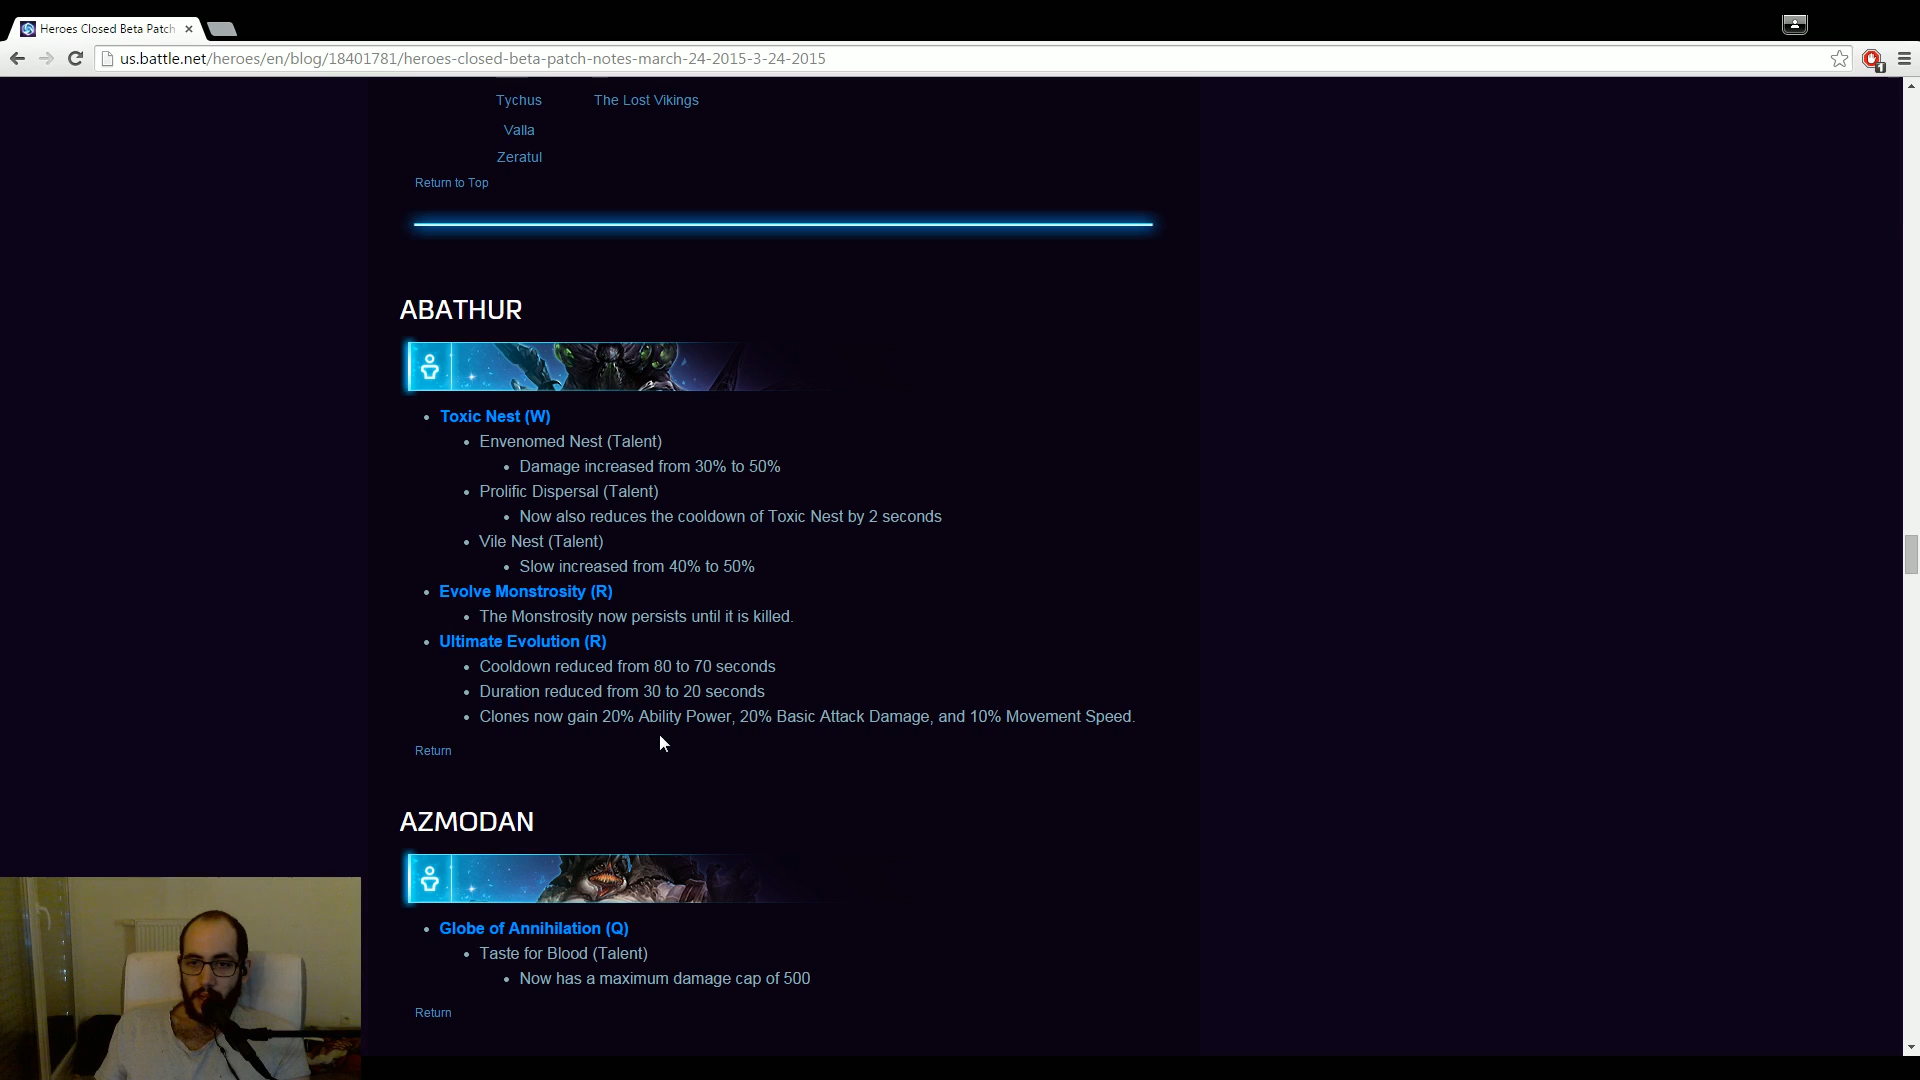 Heroes Closed Beta Patch
us.battle.net/heroes/en/blog/18401781/heroes-closed-beta-patch-notes-march-24-2015-3-24-2015
1
Tychus The Lost Vikings
Valla
Zeratul
Return to Top
ABATHUR
Toxic Nest (W)
Envenomed Nest (Talent)
Damage increased from 30% to 50%
Prolific Dispersal (Talent)
Now also reduces the cooldown of Toxic Nest by 2 seconds
Vile Nest (Talent)
Slow increased from 40% to 50%
Evolve Monstrosity (R)
The Monstrosity now persists until it is killed.
Ultimate Evolution (R)
Cooldown reduced from 80 to 70 seconds
Duration reduced from 30 to 20 seconds
Clones now gain 20% Ability Power, 20% Basic Attack Damage, and 10% Movement Speed.
Return
AZMODAN
Globe of Annihilation (Q)
Taste for Blood (Talent)
Now has a maximum damage cap of 500
Return